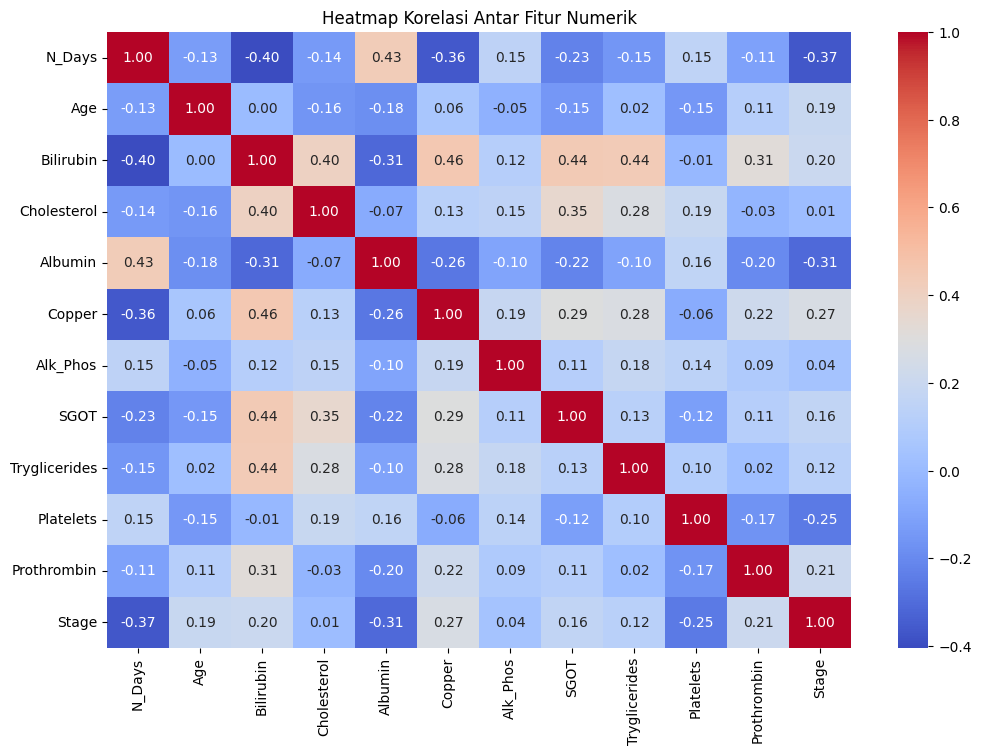 Heatmap Korelasi Antar Fitur Numerik
N_Days 1.00 -0.13 -0.40 -0.14 0.43 -0.36 0.15 -0.23 -0.15 0.15 -0.11 -0.37
Age -0.13 1.00 0.00 -0.16 -0.18 0.06 -0.05 -0.15 0.02 -0.15 0.11 0.19
Bilirubin -0.40 0.00 1.00 0.40 -0.31 0.46 0.12 0.44 0.44 -0.01 0.31 0.20
Cholesterol -0.14 -0.16 0.40 1.00 -0.07 0.13 0.15 0.35 0.28 0.19 -0.03 0.01
Albumin 0.43 -0.18 -0.31 -0.07 1.00 -0.26 -0.10 -0.22 -0.10 0.16 -0.20 -0.31
Copper -0.36 0.06 0.46 0.13 -0.26 1.00 0.19 0.29 0.28 -0.06 0.22 0.27
Alk_Phos 0.15 -0.05 0.12 0.15 -0.10 0.19 1.00 0.11 0.18 0.14 0.09 0.04
SGOT -0.23 -0.15 0.44 0.35 -0.22 0.29 0.11 1.00 0.13 -0.12 0.11 0.16
Tryglicerides -0.15 0.02 0.44 0.28 -0.10 0.28 0.18 0.13 1.00 0.10 0.02 0.12
Platelets 0.15 -0.15 -0.01 0.19 0.16 -0.06 0.14 -0.12 0.10 1.00 -0.17 -0.25
Prothrombin -0.11 0.11 0.31 -0.03 -0.20 0.22 0.09 0.11 0.02 -0.17 1.00 0.21
Stage -0.37 0.19 0.20 0.01 -0.31 0.27 0.04 0.16 0.12 -0.25 0.21 1.00
N_Days Age Bilirubin Cholesterol Albumin Copper Alk_Phos SGOT Tryglicerides Platelets Prothrombin Stage
1.0
0.8
0.6
0.4
0.2
0.0
-0.2
-0.4